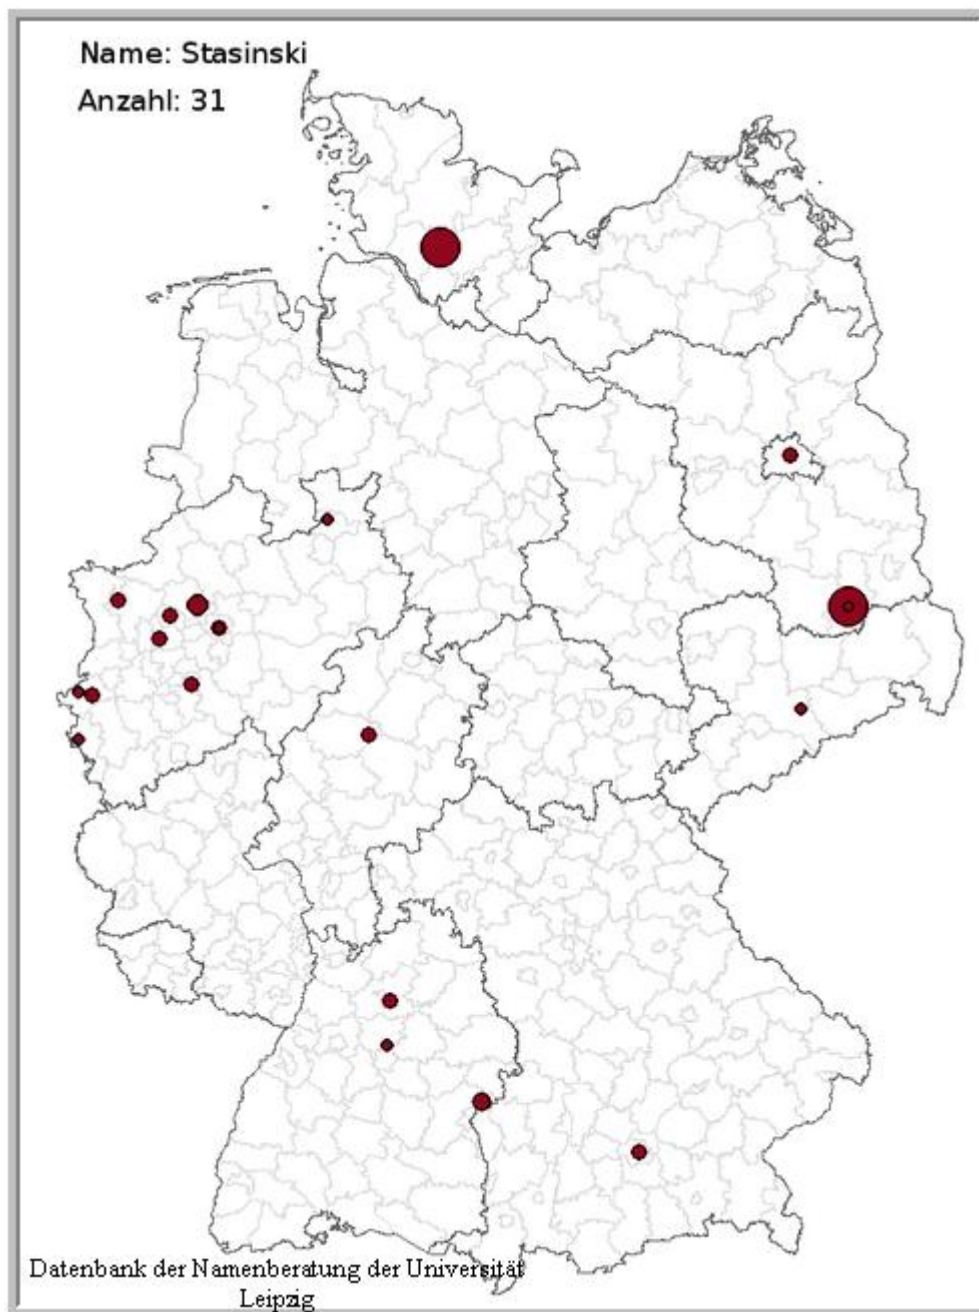 Name: Stasinski
Anzahl: 31
Datenbank der Namenberatung der Universität
Leipzig